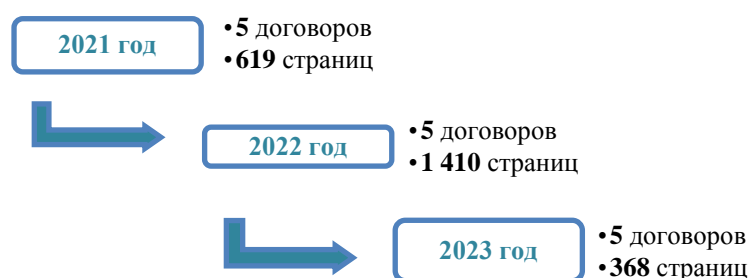 2021 год
•5 договоров
•619 страниц
2022 год
•5 договоров
•1 410 страниц
2023 год
•5 договоров
•368 страниц